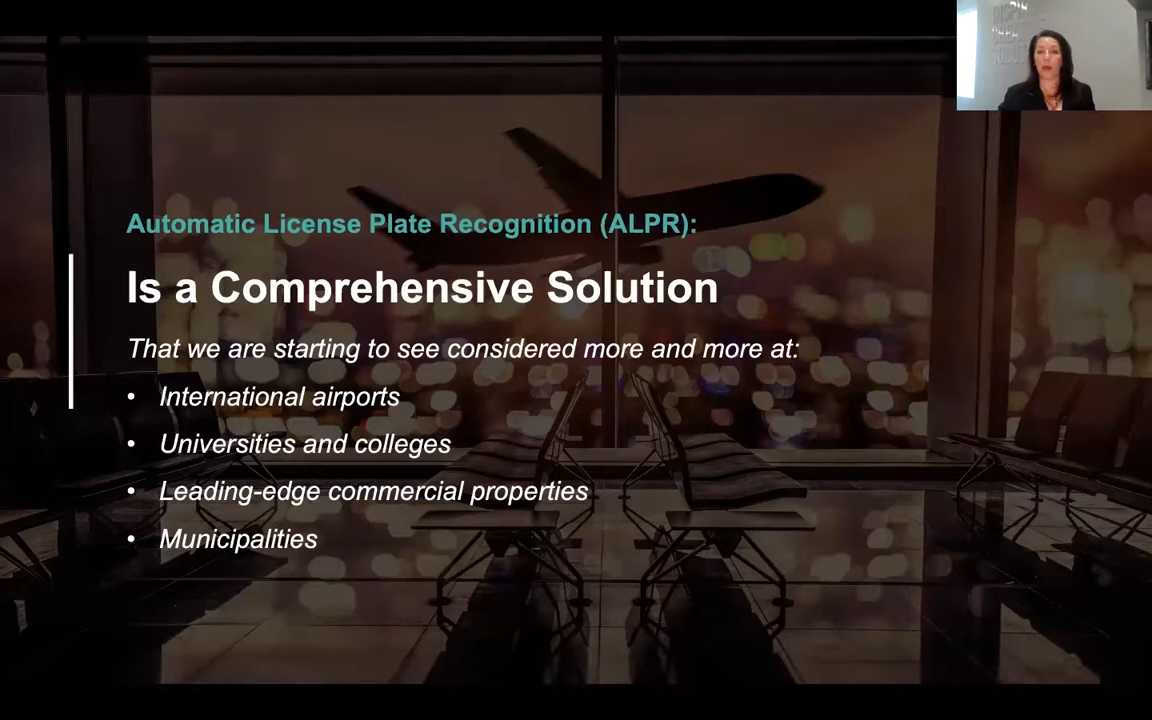 Automatic License Plate Recognition (ALPR):
Is a Comprehensive Solution
That we are starting to see considered more and more at:
• International airports
• Universities and colleges
• Leading-edge commercial properties
• Municipalities